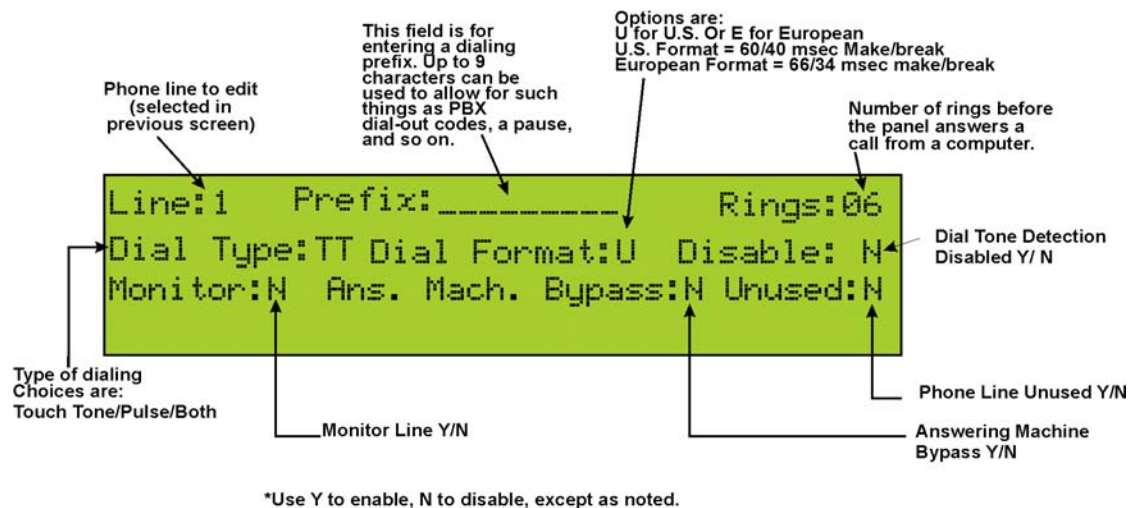 Options are:
U for U.S. Or E for European
U.S. Format = 60/40 msec Make/break
European Format = 66/34 msec make/break
This field is for
entering a dialing
prefix. Up to 9
characters can be
used to allow for such
things as PBX
dial-out codes, a pause,
and so on.
Phone line to edit
(selected in
previous screen)
Number of rings before
the panel answers a
call from a computer.
Line:1 Prefix:_________ Rings:06
Dial Type:TT Dial Format:U Disable: N
Monitor:N Ans. Mach. Bypass:N Unused:N
Dial Tone Detection
Disabled Y/ N
Type of dialing
Choices are:
Touch Tone/Pulse/Both
Monitor Line Y/N
Phone Line Unused Y/N
Answering Machine
Bypass Y/N
*Use Y to enable, N to disable, except as noted.